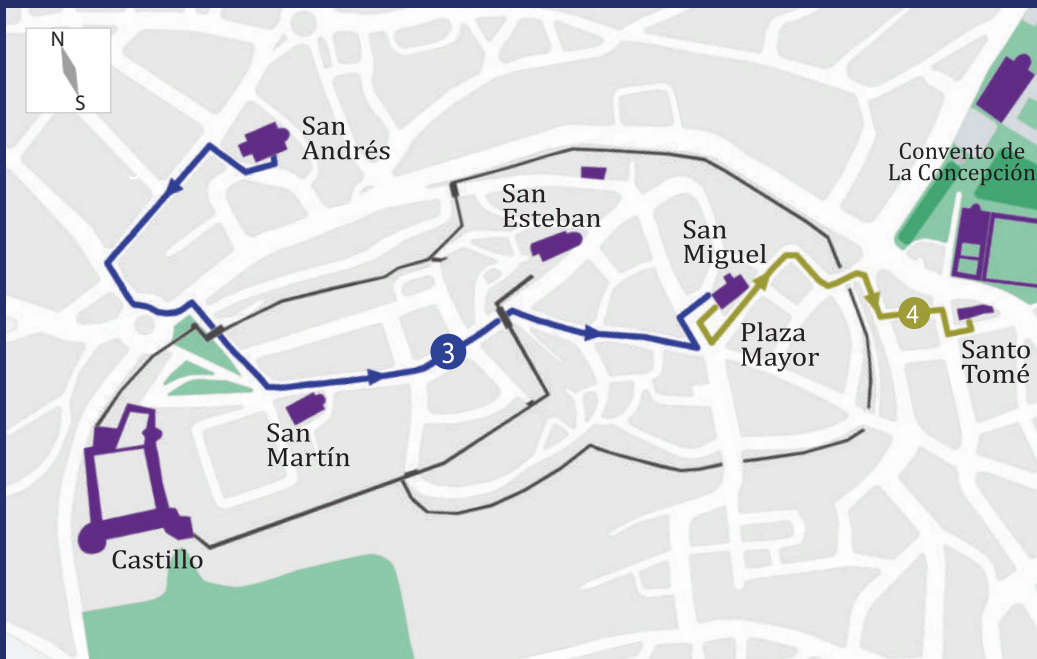 N
S
San
Andrés
Convento de
La Concepción
San
Esteban
San
Miguel
4
Plaza
Mayor
3
Santo
Tomé
San
Martín
Castillo